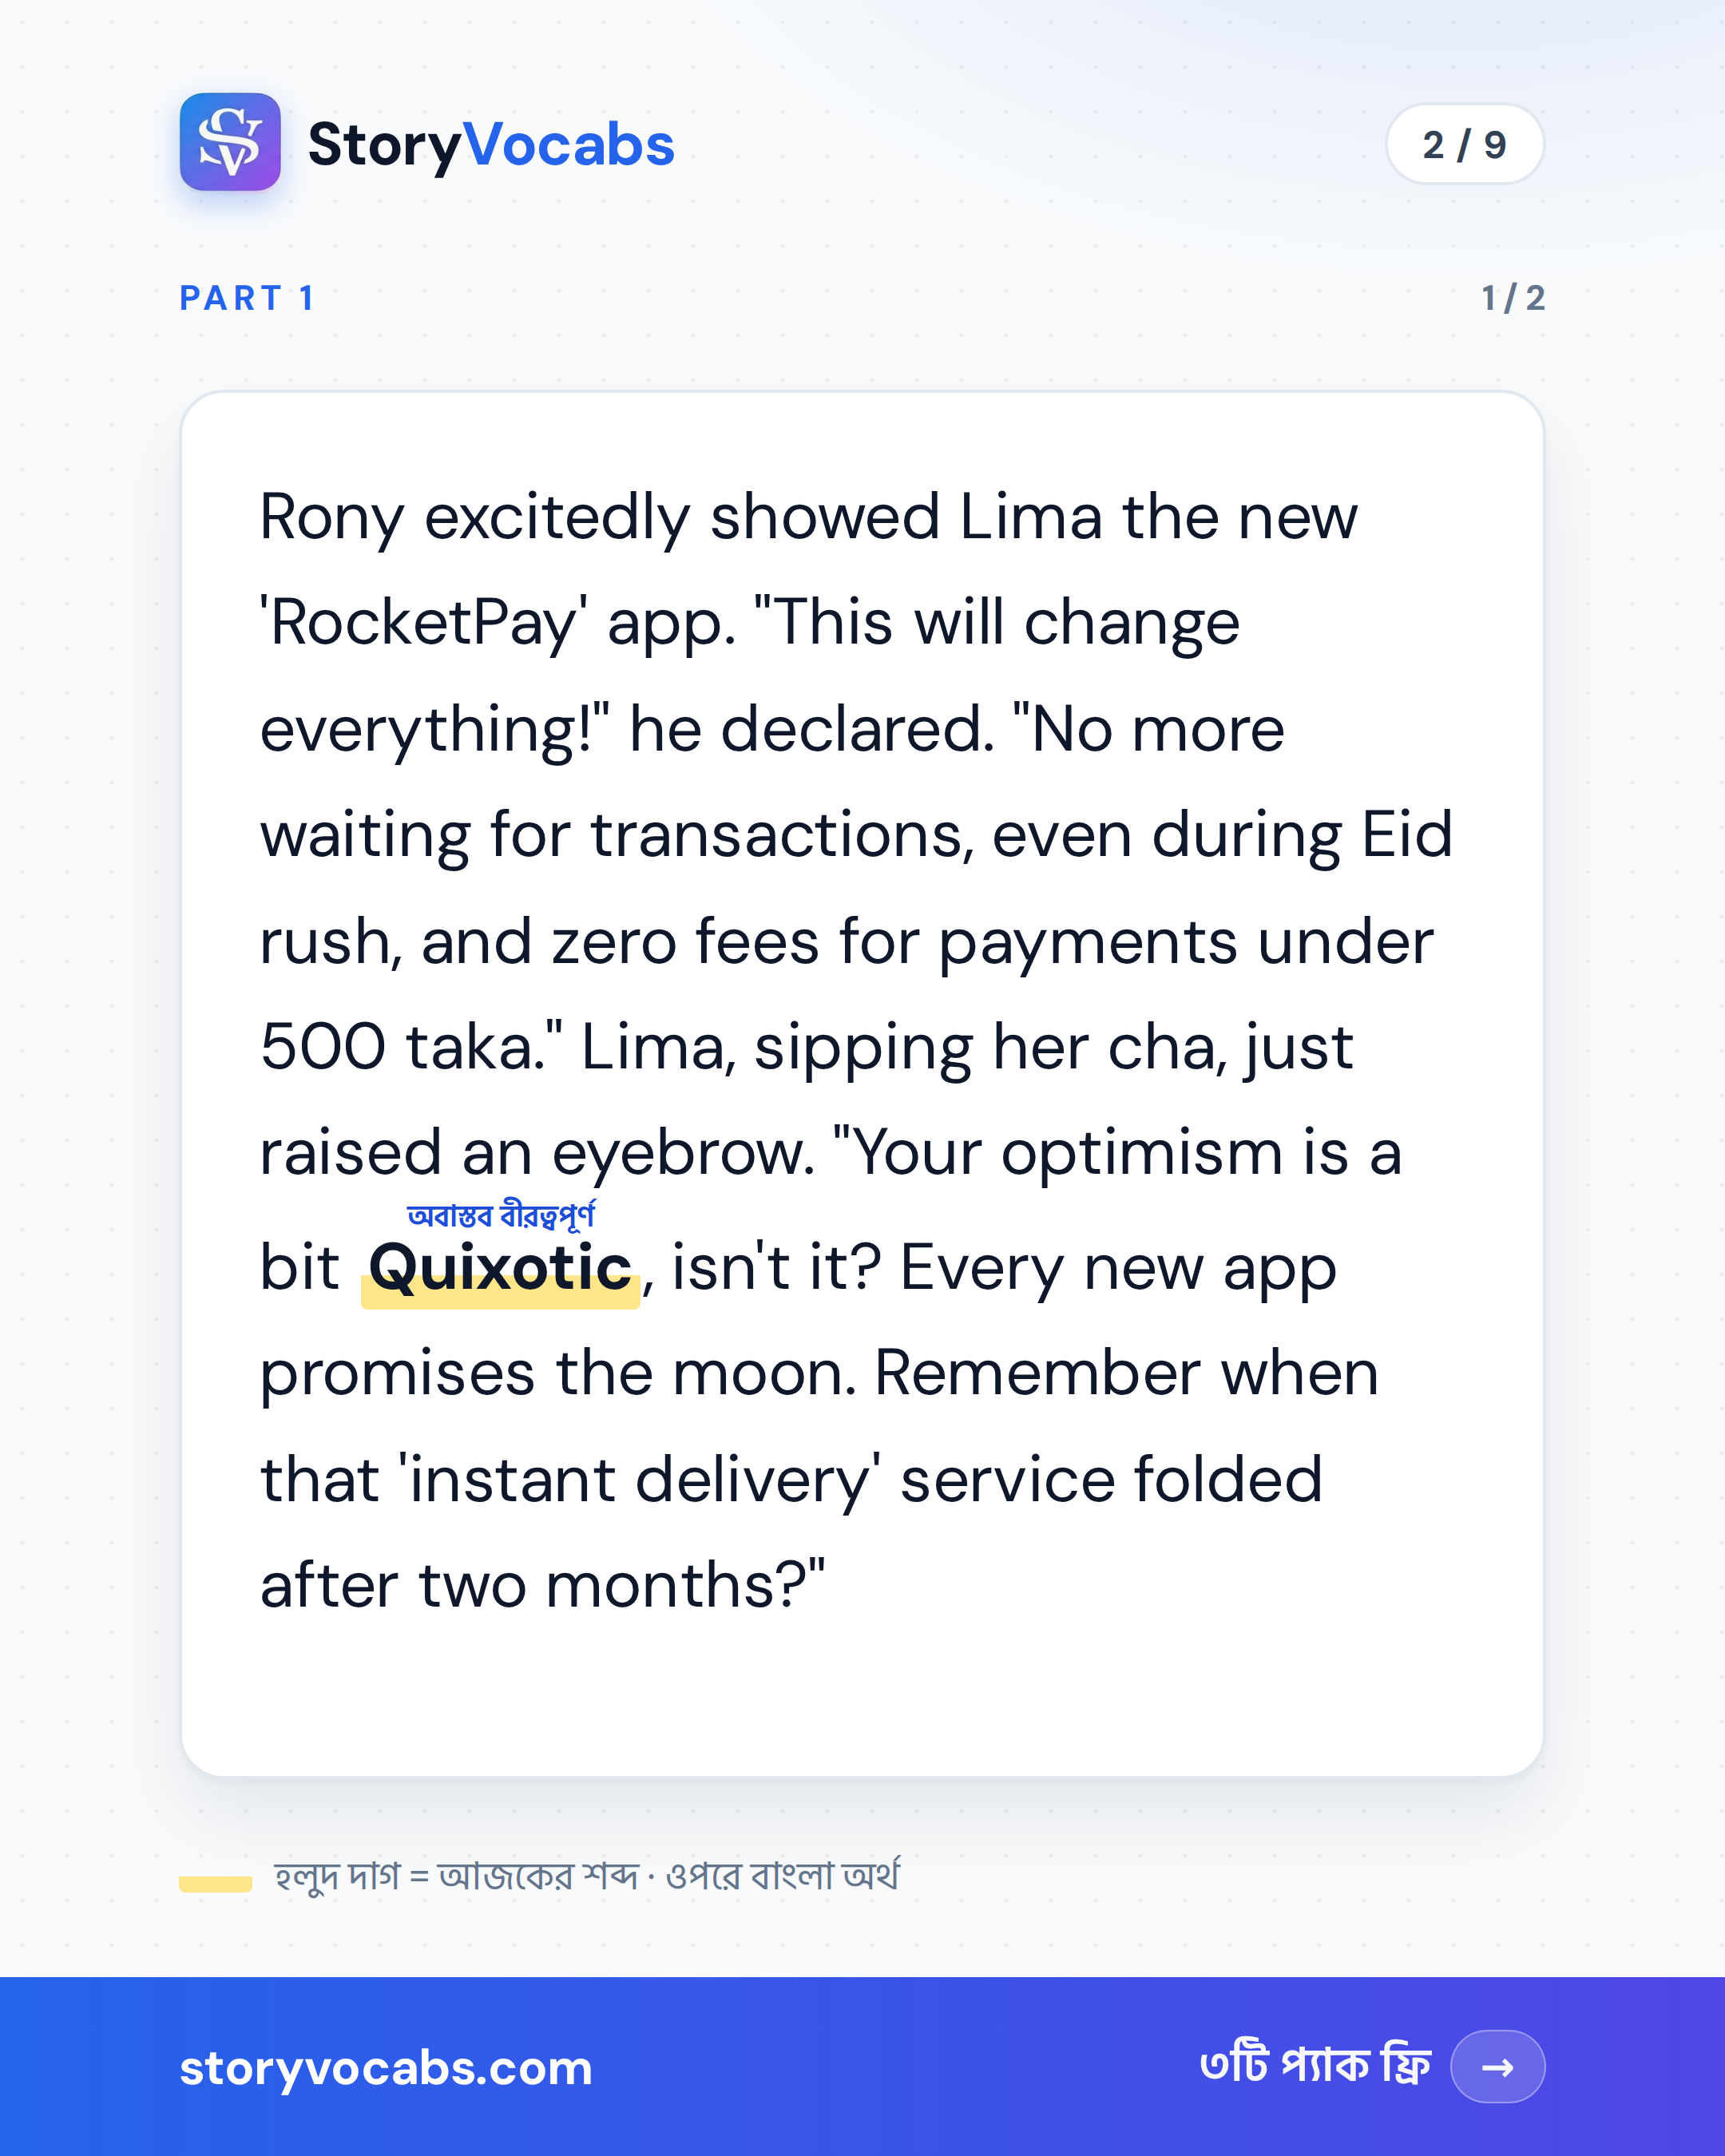 StoryVocabs
2 / 9
PART 1
1 / 2
Rony excitedly showed Lima the new
'RocketPay' app. "This will change
everything!" he declared. "No more
waiting for transactions, even during Eid
rush, and zero fees for payments under
500 taka." Lima, sipping her cha, just
raised an eyebrow. "Your optimism is a
অবাস্তব বীরত্বপূর্ণ
bit Quixotic, isn't it? Every new app
promises the moon. Remember when
that 'instant delivery' service folded
after two months?"
হলুদ দাগ = আজকের শব্দ · ওপরে বাংলা অর্থ
storyvocabs.com
৩টি প্যাক ফ্রি →